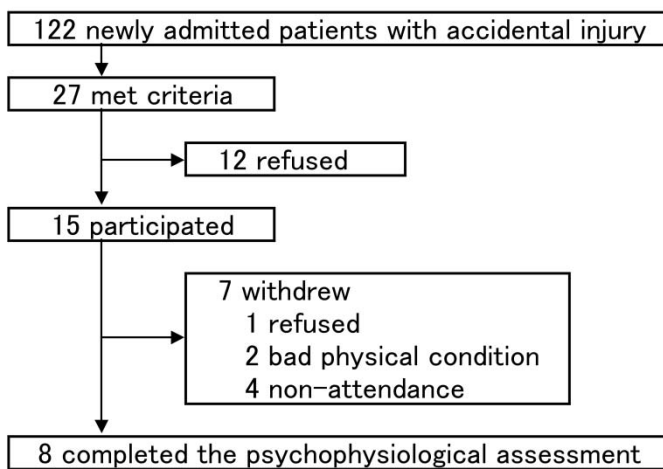 122 newly admitted patients with accidental injury
27 met criteria
12 refused
15 participated
7 withdrew
1 refused
2 bad physical condition
4 non-attendance
8 completed the psychophysiological assessment